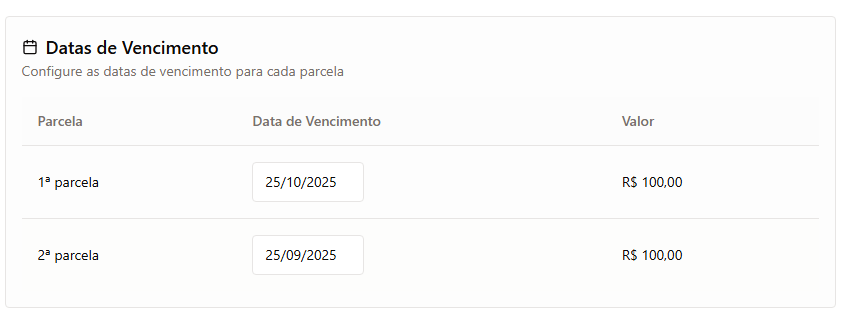 Datas de Vencimento
Configure as datas de vencimento para cada parcela
Parcela Data de Vencimento Valor
1ª parcela 25/10/2025 R$ 100,00
2ª parcela 25/09/2025 R$ 100,00